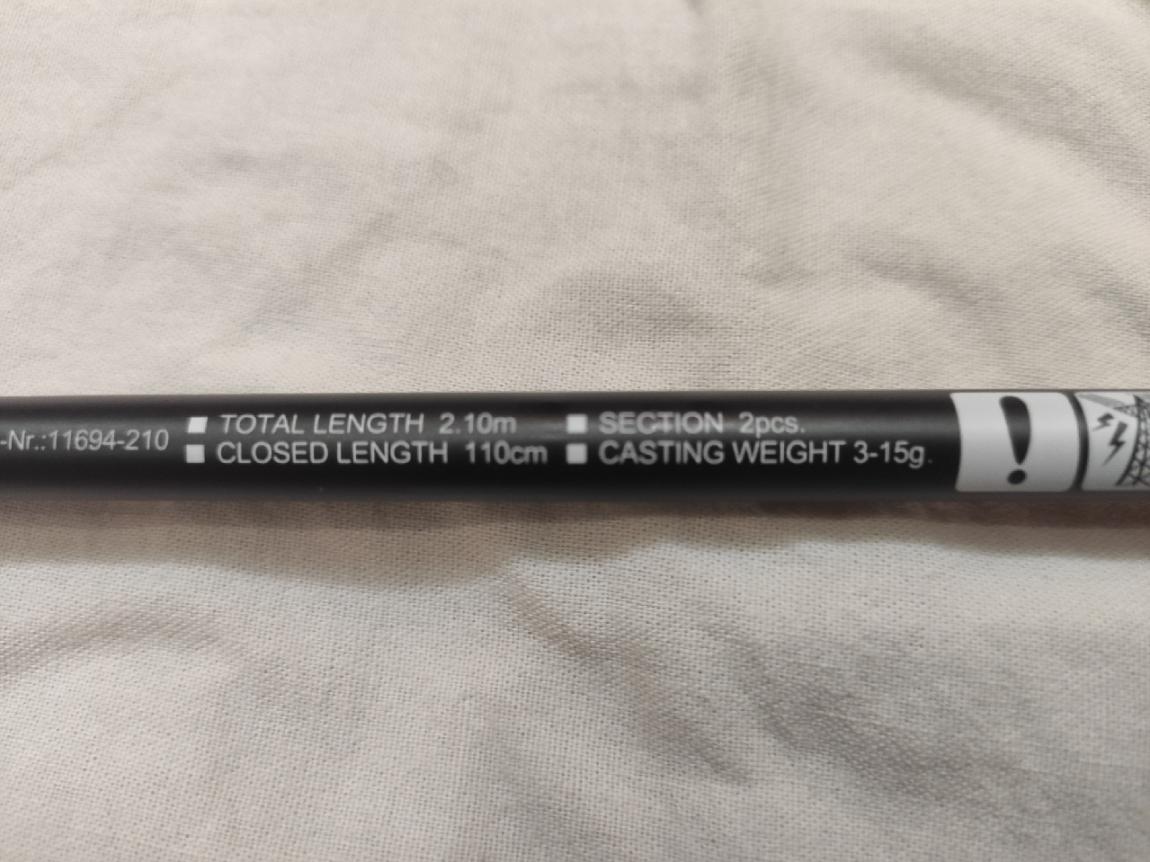 -Nr.:11694-210
■ TOTAL LENGTH 2.10m ■ SECTION 2pcs.
■ CLOSED LENGTH 110cm ■ CASTING WEIGHT 3-15g.